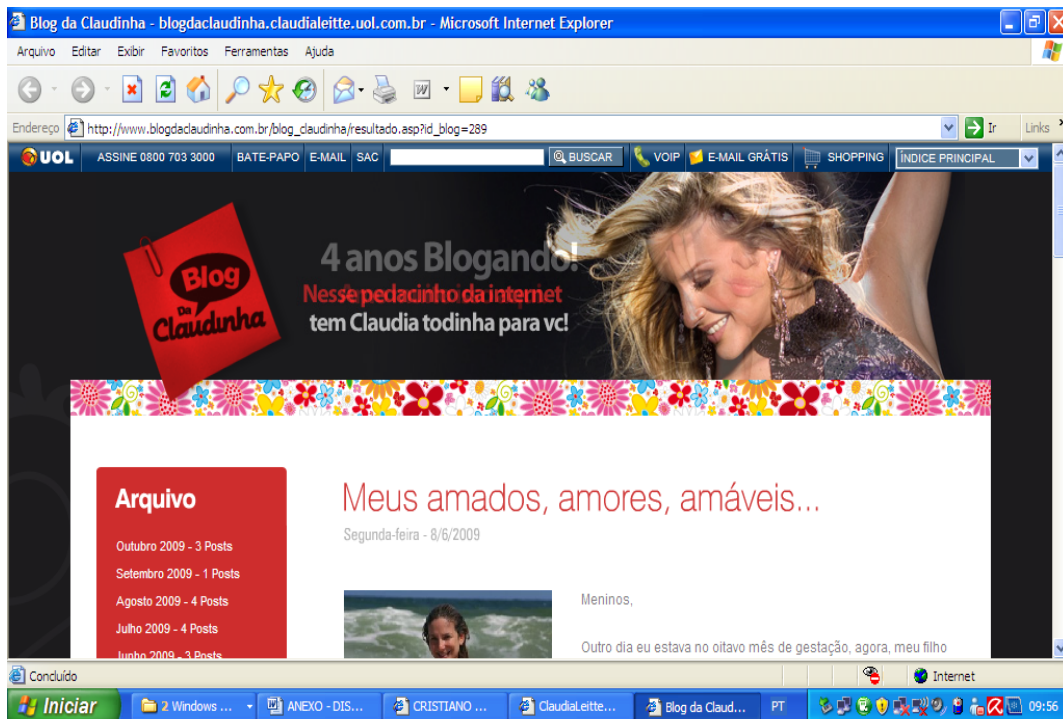 Blog da Claudinha - blogdaclaudinha.claudialeitte.uol.com.br - Microsoft Internet Explorer
Arquivo Editar Exibir Favoritos Ferramentas Ajuda
Endereço http://www.blogdaclaudinha.com.br/blog_claudinha/resultado.asp?id_blog=289 Ir Links
UOL ASSINE 0800 703 3000 BATE-PAPO E-MAIL SAC BUSCAR VOIP E-MAIL GRÁTIS SHOPPING ÍNDICE PRINCIPAL
Blog
Da
Claudinha
4 anos Blogando!
Nesse pedacinho da internet
tem Claudia todinha para vc!
Arquivo
Outubro 2009 - 3 Posts
Setembro 2009 - 1 Posts
Agosto 2009 - 4 Posts
Julho 2009 - 4 Posts
Junho 2009 - 3 Posts
Meus amados, amores, amáveis...
Segunda-feira - 8/6/2009
Meninos,
Outro dia eu estava no oitavo mês de gestação, agora, meu filho
Concluído Internet
Iniciar 2 Windows ... ANEXO - DIS... CRISTIANO ... ClaudiaLeitte... Blog da Claud... PT 09:56